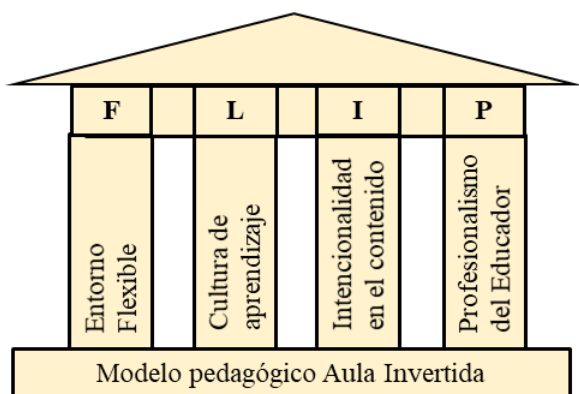 F L I P
Entorno
Flexible
Cultura de
aprendizaje
Intencionalidad
en el contenido
Profesionalismo
del Educador
Modelo pedagógico Aula Invertida